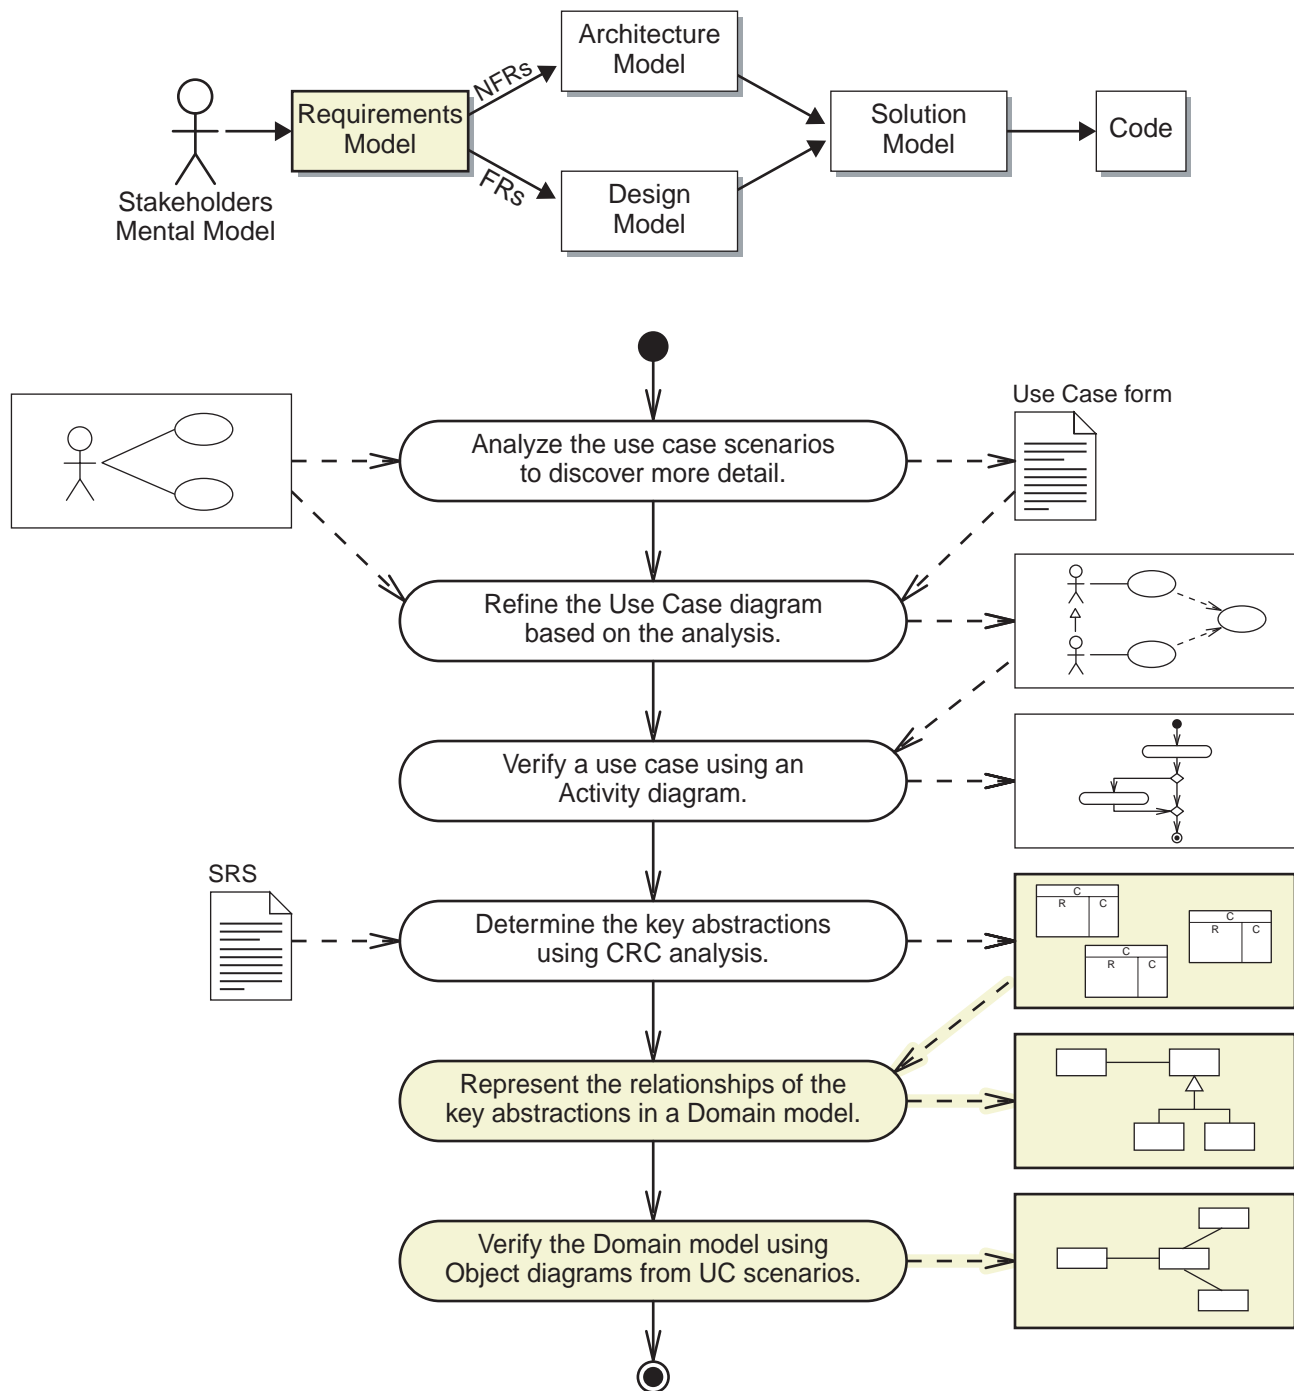 Architecture
Model
NFRs
Requirements
Model
Solution
Model
Code
FRs
Stakeholders
Mental Model
Design
Model
Use Case form
Analyze the use case scenarios
to discover more detail.
Refine the Use Case diagram
based on the analysis.
Verify a use case using an
Activity diagram.
SRS
Determine the key abstractions
using CRC analysis.
C
R C
C
R C
C
R C
Represent the relationships of the
key abstractions in a Domain model.
Verify the Domain model using
Object diagrams from UC scenarios.